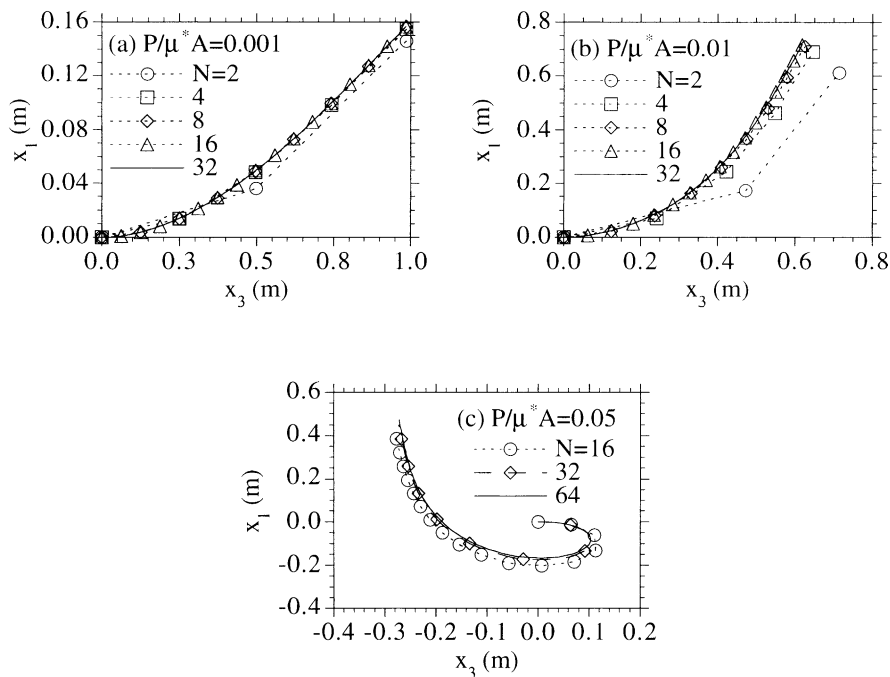 (a) P/μ*A=0.001
N=2
4
8
16
32
0.16
0.12
0.08
0.04
0.00
x1 (m)
0.0 0.3 0.5 0.8 1.0
x3 (m)
(b) P/μ*A=0.01
N=2
4
8
16
32
1.0
0.8
0.6
0.4
0.2
0.0
x1 (m)
0.0 0.2 0.4 0.6 0.8
x3 (m)
(c) P/μ*A=0.05
N=16
32
64
0.6
0.4
0.2
0.0
-0.2
-0.4
x1 (m)
-0.4 -0.3 -0.2 -0.1 0.0 0.1 0.2
x3 (m)